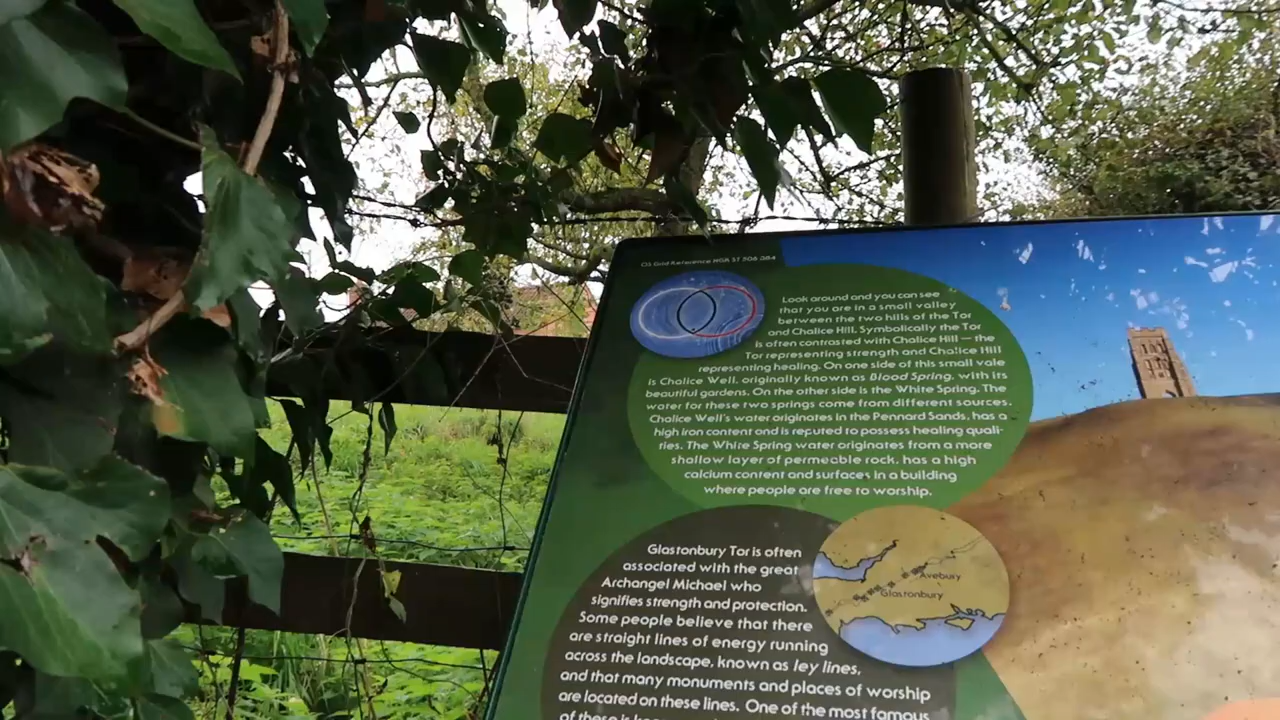 OS Grid Reference NGR ST 506 384
Look around and you can see
that you are in a small valley
between the two hills of the Tor
and Chalice Hill. Symbolically the Tor
is often contrasted with Chalice Hill – the
Tor representing strength and Chalice Hill
representing healing. On one side of this small vale
is Chalice Well, originally known as Blood Spring, with its
beautiful gardens. On the other side is the White Spring. The
water for these two springs come from different sources.
Chalice Well's water originates in the Pennard Sands, has a
high iron content and is reputed to possess healing quali-
ties. The White Spring water originates from a more
shallow layer of permeable rock, has a high
calcium content and surfaces in a building
where people are free to worship.
Glastonbury Tor is often
associated with the great
Archangel Michael who
signifies strength and protection.
Some people believe that there
are straight lines of energy running
across the landscape, known as ley lines,
and that many monuments and places of worship
are located on these lines. One of the most famous
of these is
Avebury
Glastonbury